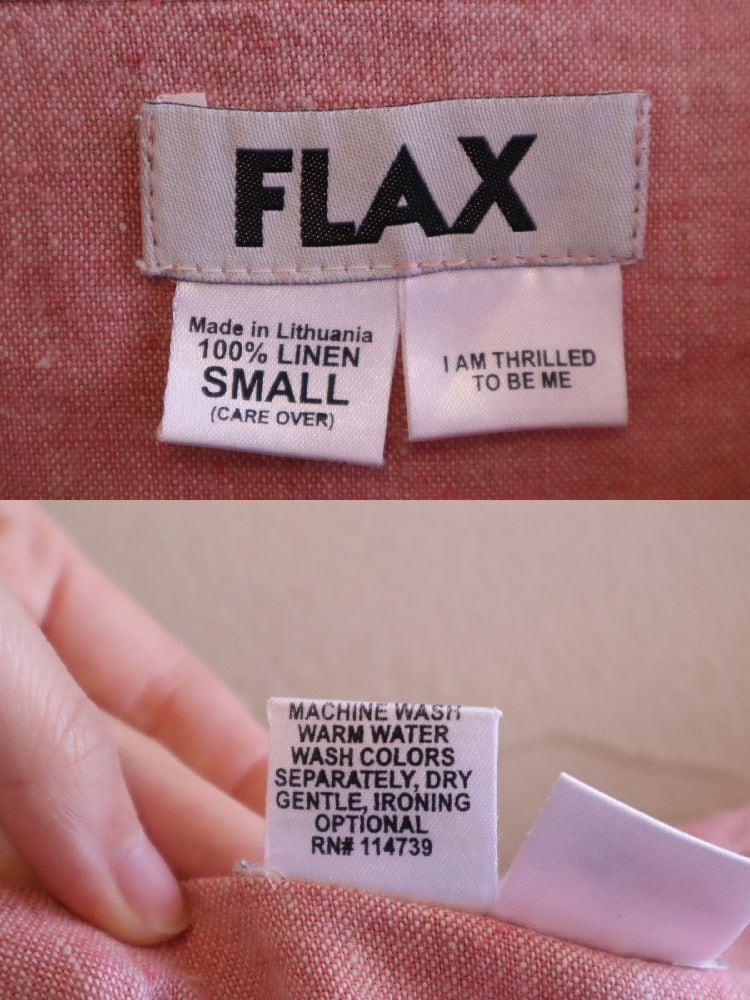 FLAX
Made in Lithuania
100% LINEN
SMALL
(CARE OVER)
I AM THRILLED
TO BE ME
MACHINE WASH
WARM WATER
WASH COLORS
SEPARATELY, DRY
GENTLE, IRONING
OPTIONAL
RN# 114739